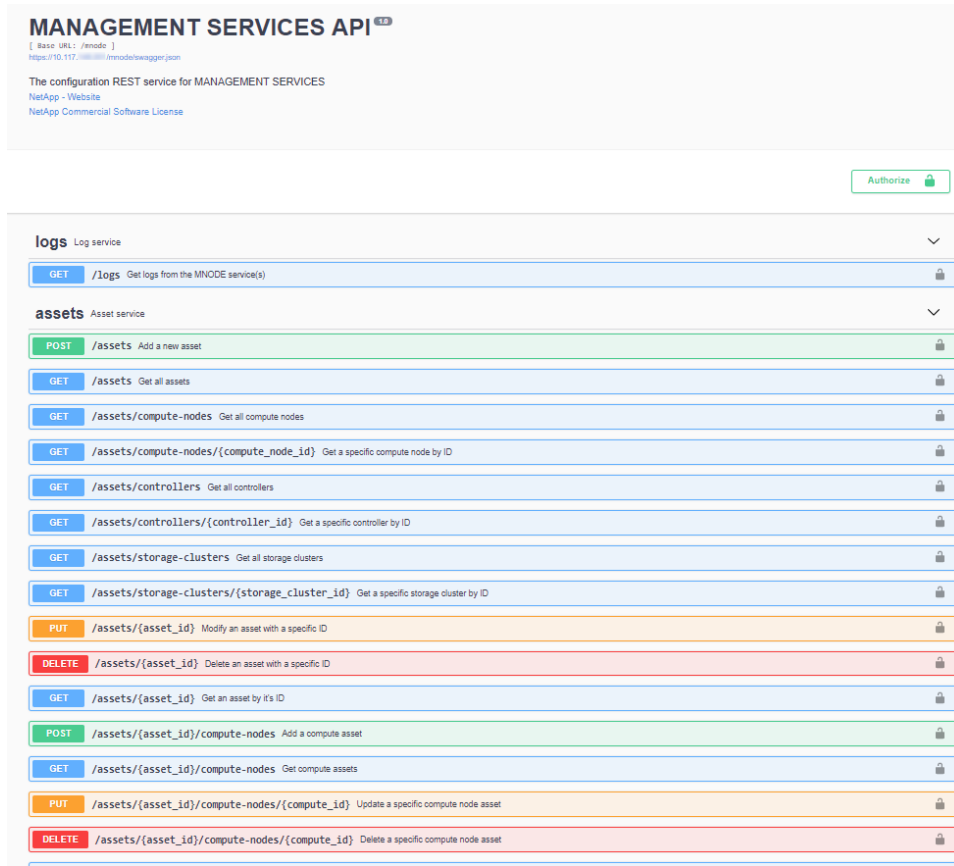 MANAGEMENT SERVICES API 1.0
[ Base URL: /mnode ]
https://10.117. /mnode/swagger.json
The configuration REST service for MANAGEMENT SERVICES
NetApp - Website
NetApp Commercial Software License
Authorize
logs Log service
GET /logs Get logs from the MNODE service(s)
assets Asset service
POST /assets Add a new asset
GET /assets Get all assets
GET /assets/compute-nodes Get all compute nodes
GET /assets/compute-nodes/{compute_node_id} Get a specific compute node by ID
GET /assets/controllers Get all controllers
GET /assets/controllers/{controller_id} Get a specific controller by ID
GET /assets/storage-clusters Get all storage clusters
GET /assets/storage-clusters/{storage_cluster_id} Get a specific storage cluster by ID
PUT /assets/{asset_id} Modify an asset with a specific ID
DELETE /assets/{asset_id} Delete an asset with a specific ID
GET /assets/{asset_id} Get an asset by it's ID
POST /assets/{asset_id}/compute-nodes Add a compute asset
GET /assets/{asset_id}/compute-nodes Get compute assets
PUT /assets/{asset_id}/compute-nodes/{compute_id} Update a specific compute node asset
DELETE /assets/{asset_id}/compute-nodes/{compute_id} Delete a specific compute node asset